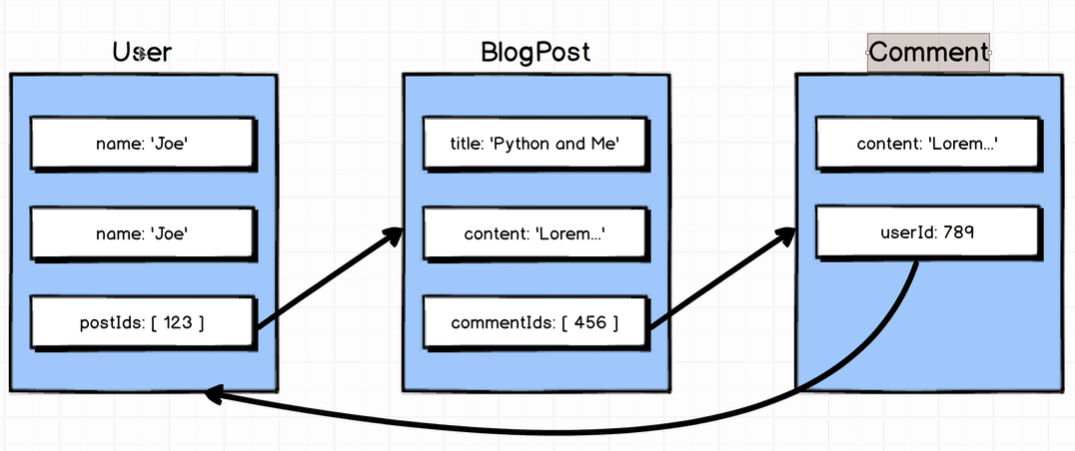 User
name: 'Joe'
name: 'Joe'
postIds: [ 123 ]
BlogPost
title: 'Python and Me'
content: 'Lorem...'
commentIds: [ 456 ]
Comment
content: 'Lorem...'
userId: 789